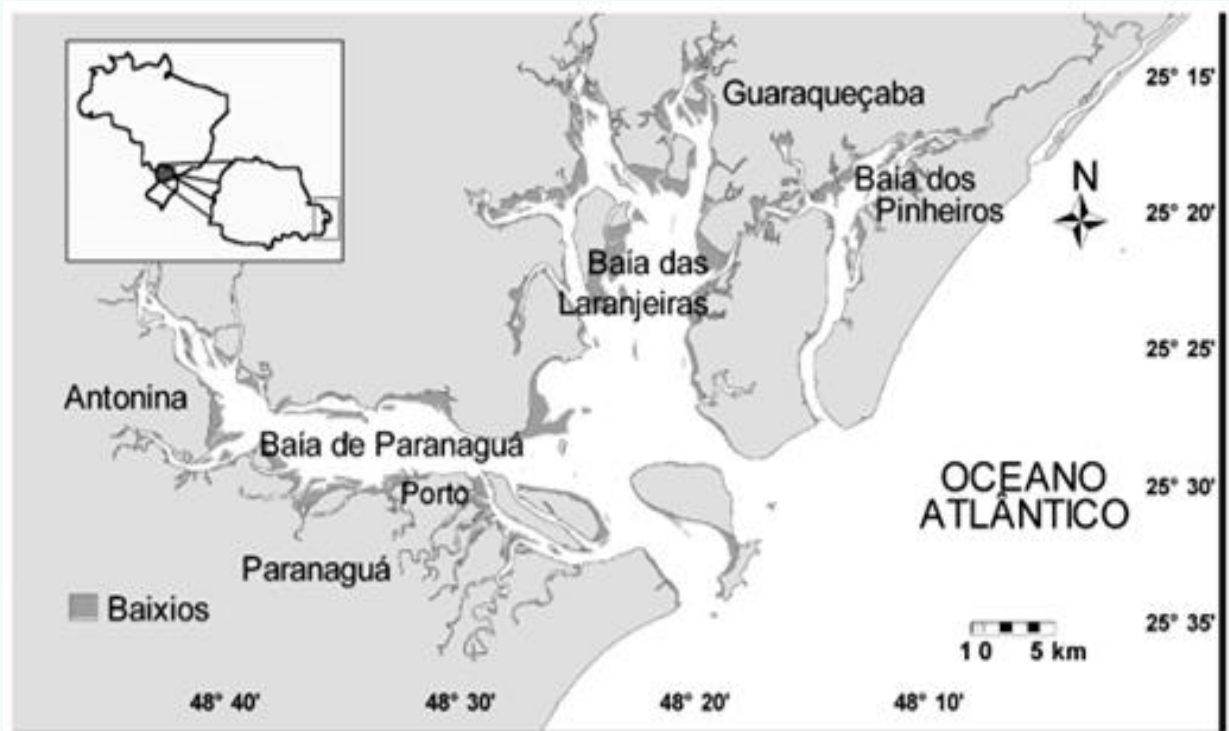 Guaraqueçaba
25° 15'
Baía dos
Pinheiros
N
25° 20'
Baía das
Laranjeiras
25° 25'
Antonina
Baía de Paranaguá
Porto
OCEANO
ATLÂNTICO
25° 30'
Paranaguá
Baixios
25° 35'
1 0 5 km
48° 40'
48° 30'
48° 20'
48° 10'